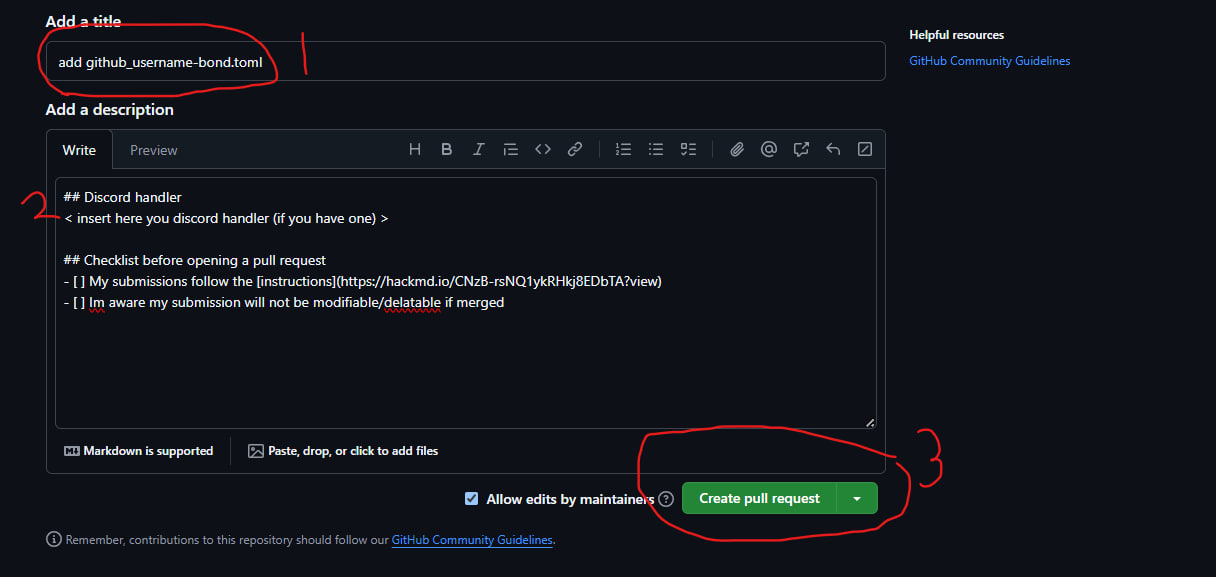 Add a title
add github_username-bond.toml
1
Helpful resources
GitHub Community Guidelines
Add a description
Write Preview
2
## Discord handler
< insert here you discord handler (if you have one) >
## Checklist before opening a pull request
- [ ] My submissions follow the [instructions](https://hackmd.io/CNzB-rsNQ1ykRHkj8EDbTA?view)
- [ ] Im aware my submission will not be modifiable/delatable if merged
Markdown is supported
Paste, drop, or click to add files
3
Allow edits by maintainers
Create pull request
Remember, contributions to this repository should follow our GitHub Community Guidelines.